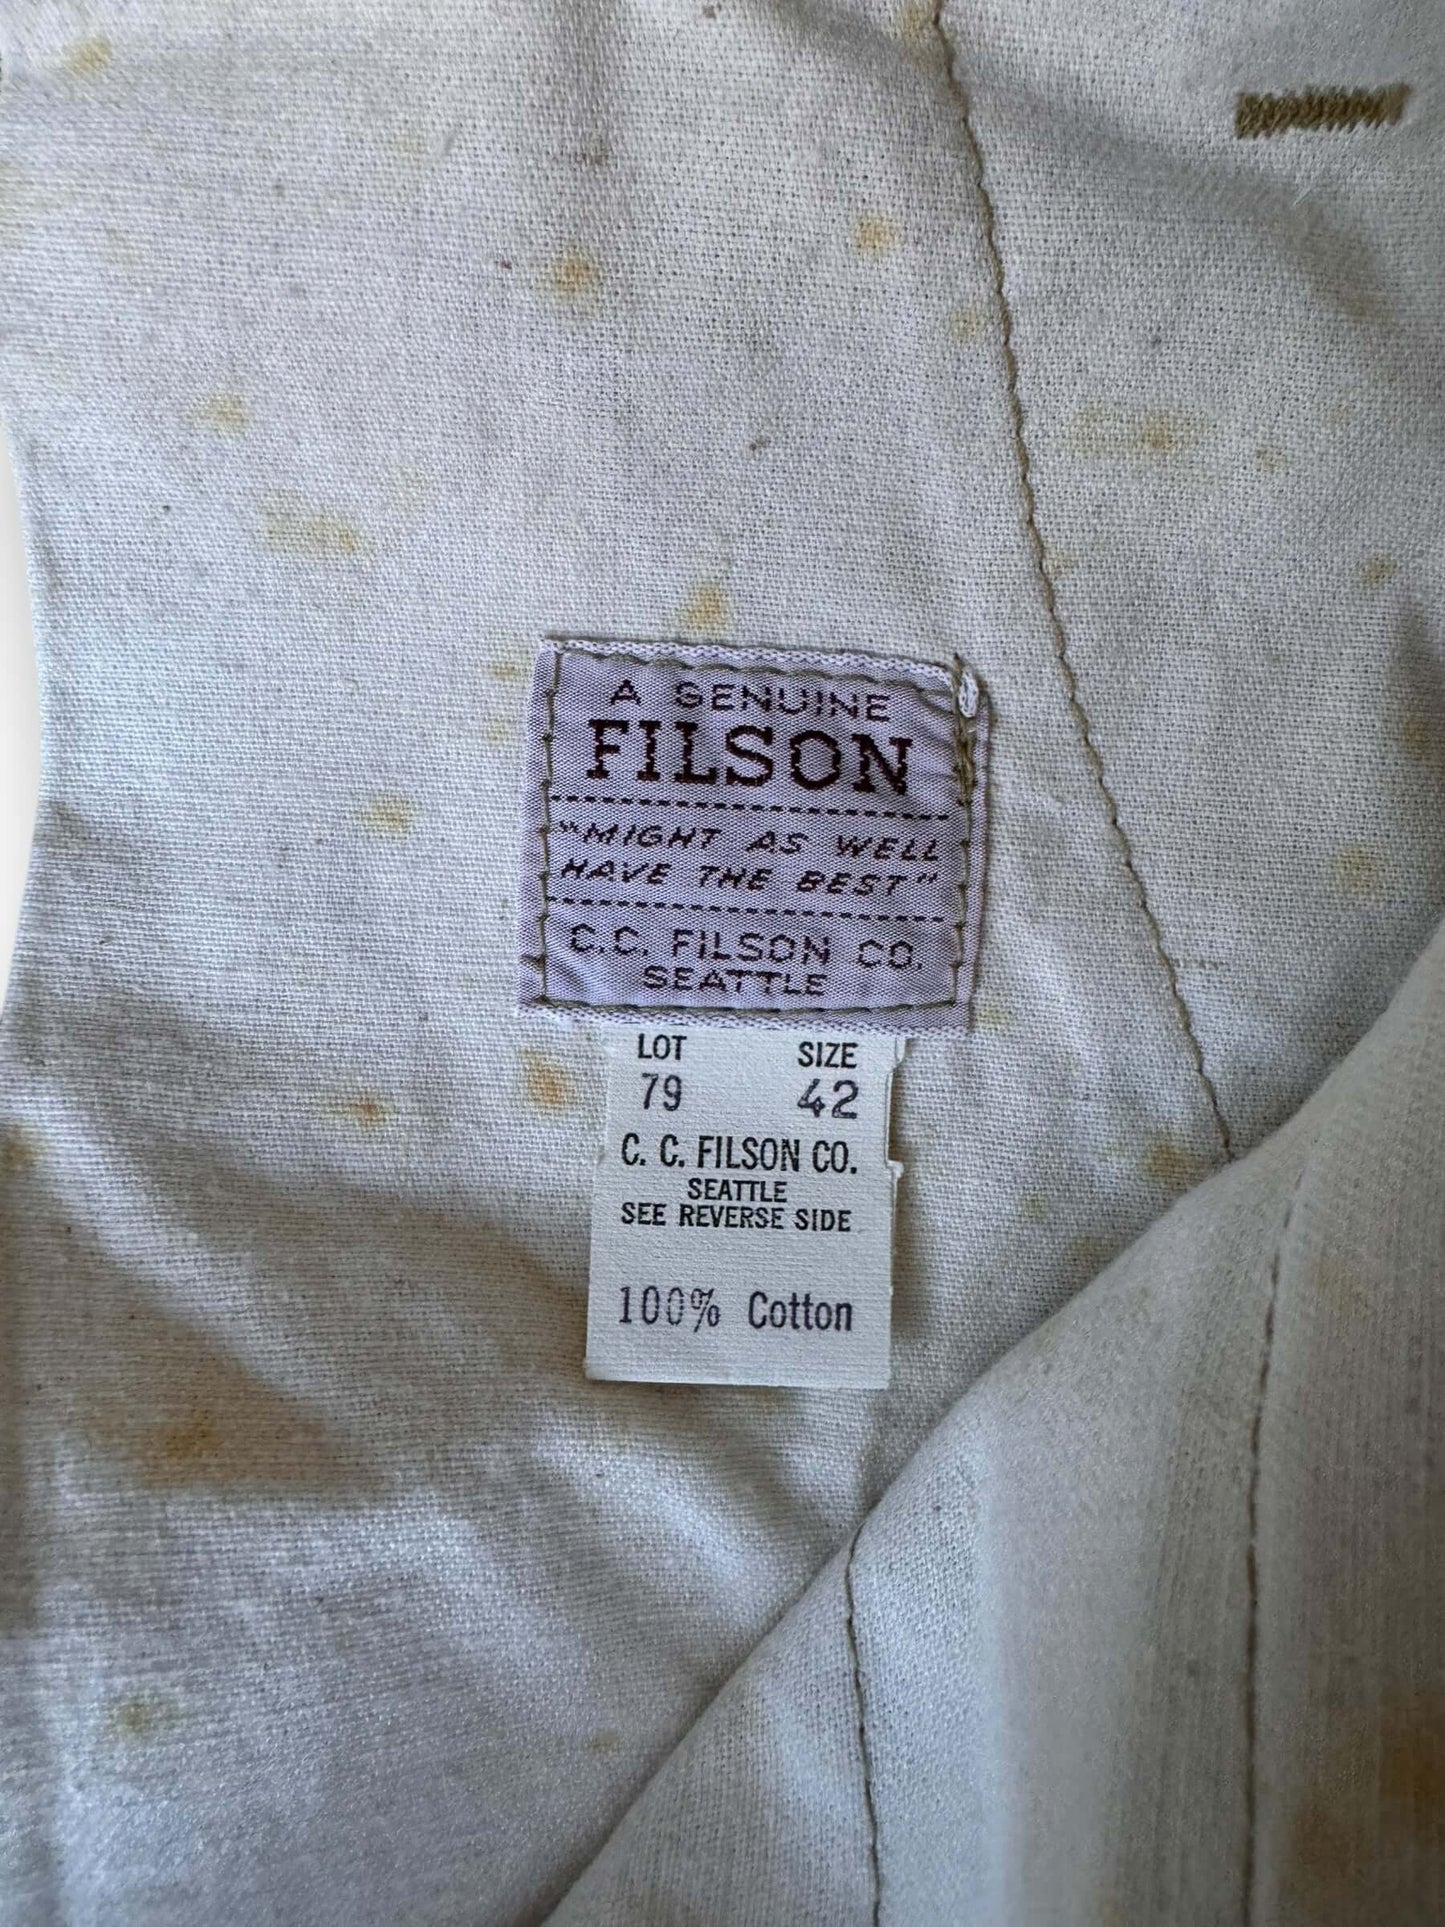 A GENUINE
FILSON
"MIGHT AS WELL
HAVE THE BEST"
C.C. FILSON CO.
SEATTLE
LOT SIZE
79 42
C. C. FILSON CO.
SEATTLE
SEE REVERSE SIDE
100% Cotton